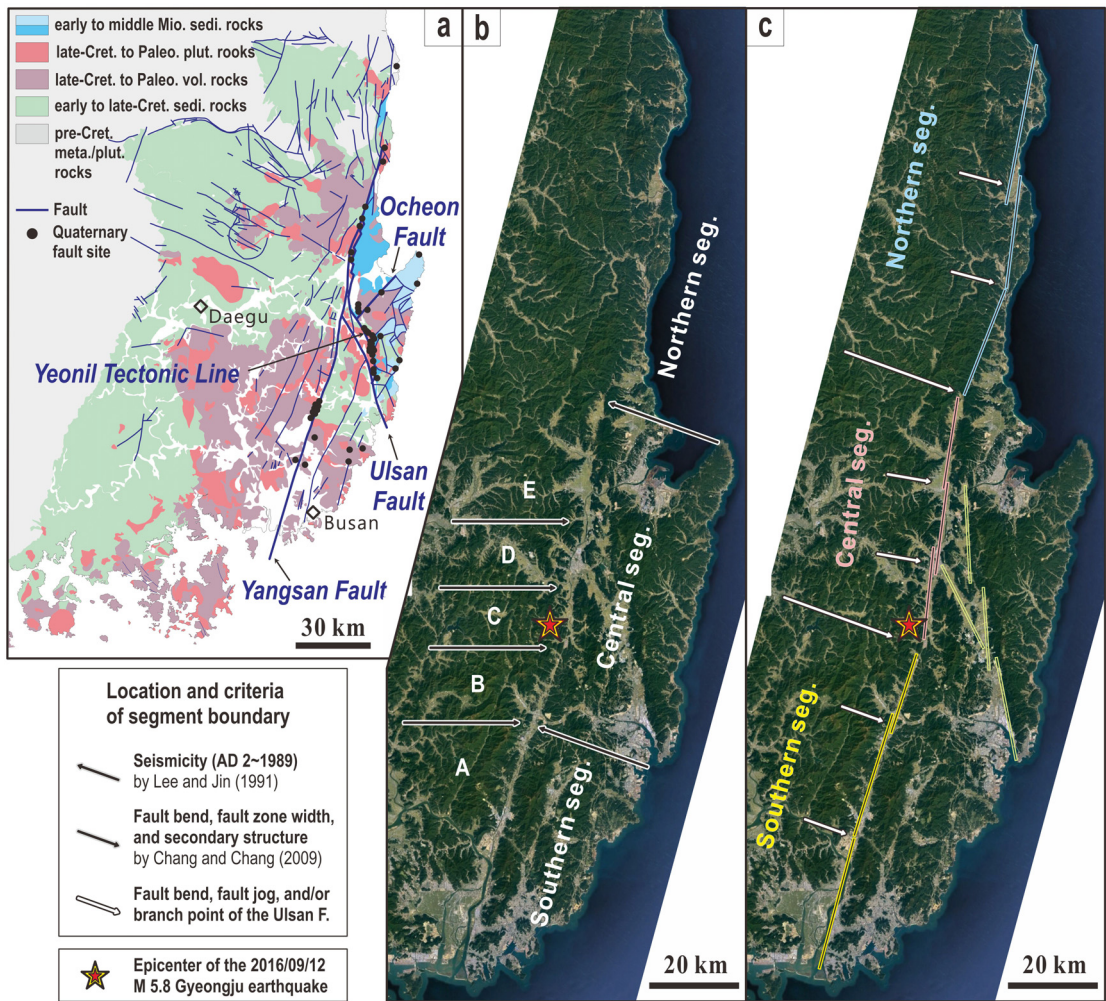 a
early to middle Mio. sedi. rocks
late-Cret. to Paleo. plut. rooks
late-Cret. to Paleo. vol. rocks
early to late-Cret. sedi. rocks
pre-Cret.
meta./plut.
rocks
Fault
Quaternary
fault site
Ocheon
Fault
Daegu
Yeonil Tectonic Line
Ulsan
Fault
Busan
Yangsan Fault
30 km
Location and criteria
of segment boundary
Seismicity (AD 2~1989)
by Lee and Jin (1991)
Fault bend, fault zone width,
and secondary structure
by Chang and Chang (2009)
Fault bend, fault jog, and/or
branch point of the Ulsan F.
Epicenter of the 2016/09/12
M 5.8 Gyeongju earthquake
b
Northern seg.
E
D
C
B
A
Central seg.
Southern seg.
20 km
c
Northern seg.
Central seg.
Southern seg.
20 km